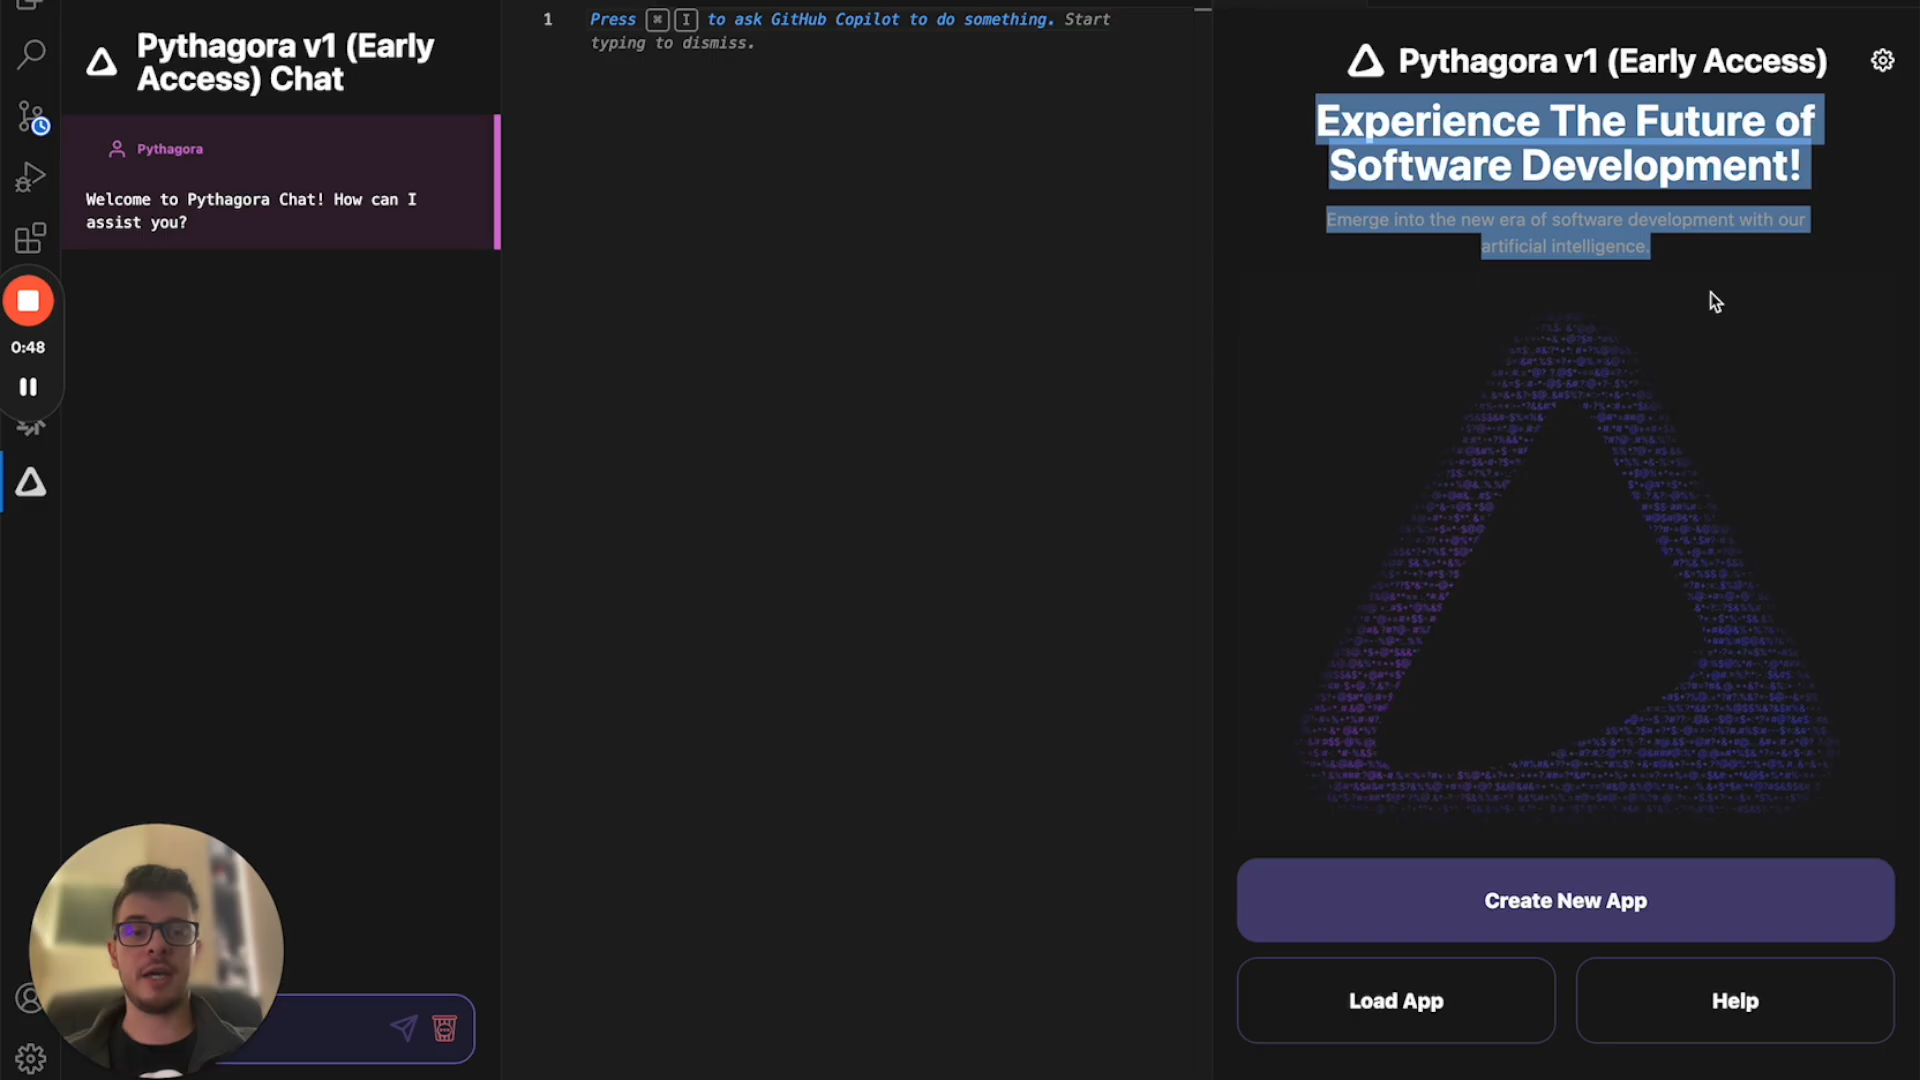 Pythagora v1 (Early
Access) Chat
Pythagora
Welcome to Pythagora Chat! How can I
assist you?
0:48
1
Press ⌘ I to ask GitHub Copilot to do something. Start
typing to dismiss.
Pythagora v1 (Early Access)
Experience The Future of
Software Development!
Emerge into the new era of software development with our
artificial intelligence.
Create New App
Load App
Help